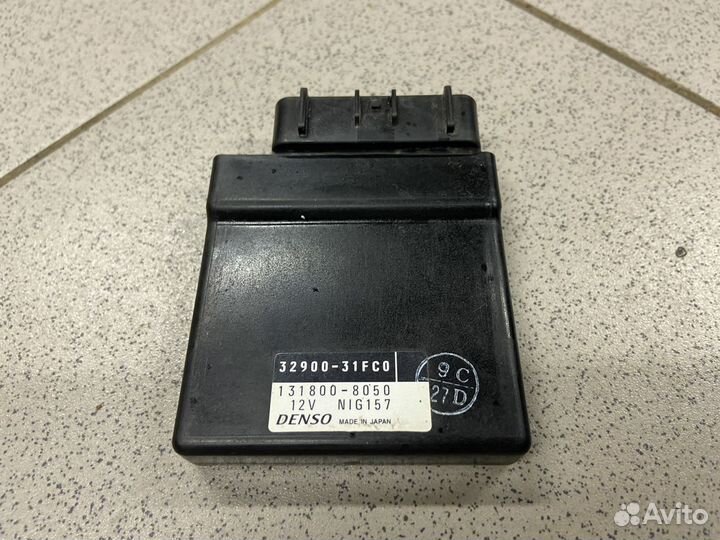 32900-31FC0
131800-8050
12V NIG157
DENSO MADE IN JAPAN
9C
27D
Avito